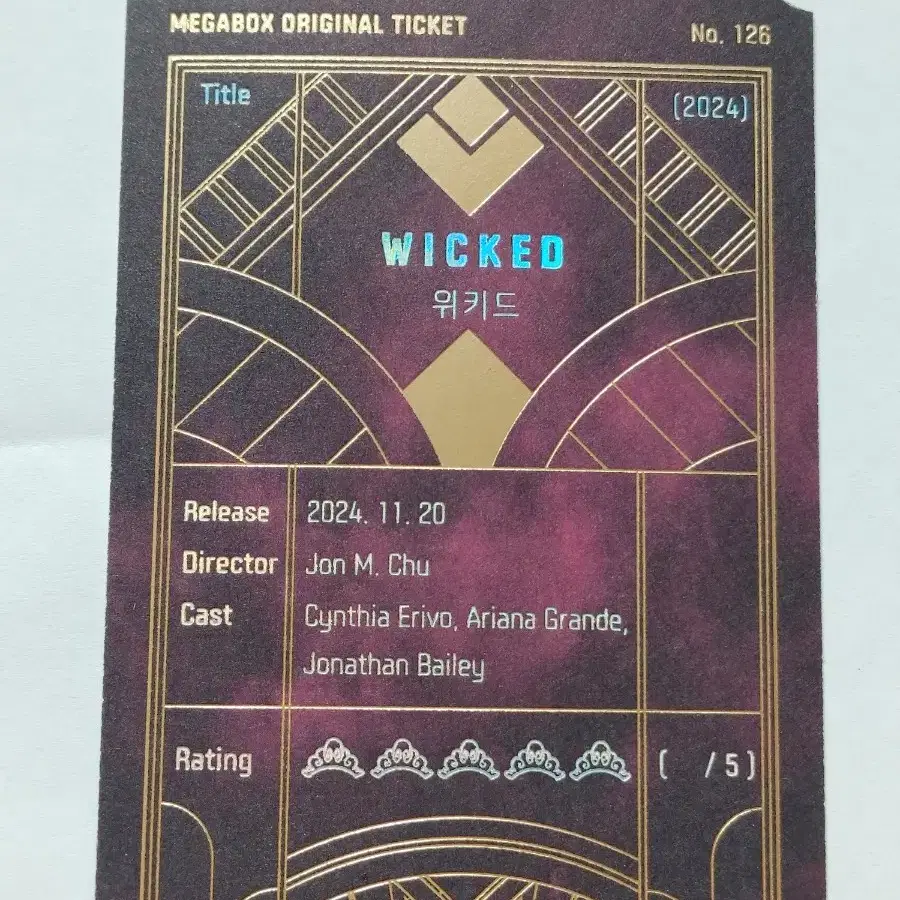 MEGABOX ORIGINAL TICKET No. 126
Title (2024)
WICKED
위키드
Release 2024. 11. 20
Director Jon M. Chu
Cast Cynthia Erivo, Ariana Grande,
Jonathan Bailey
Rating ( /5)